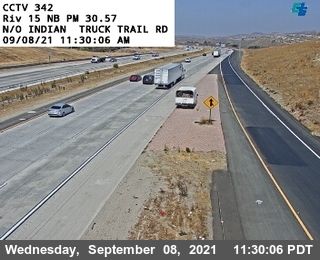 CCTV 342
Riv 15 NB PM 30.57
N/O INDIAN  TRUCK TRAIL RD
09/08/21 11:30:06 AM
Wednesday, September 08, 2021 11:30:06 PDT